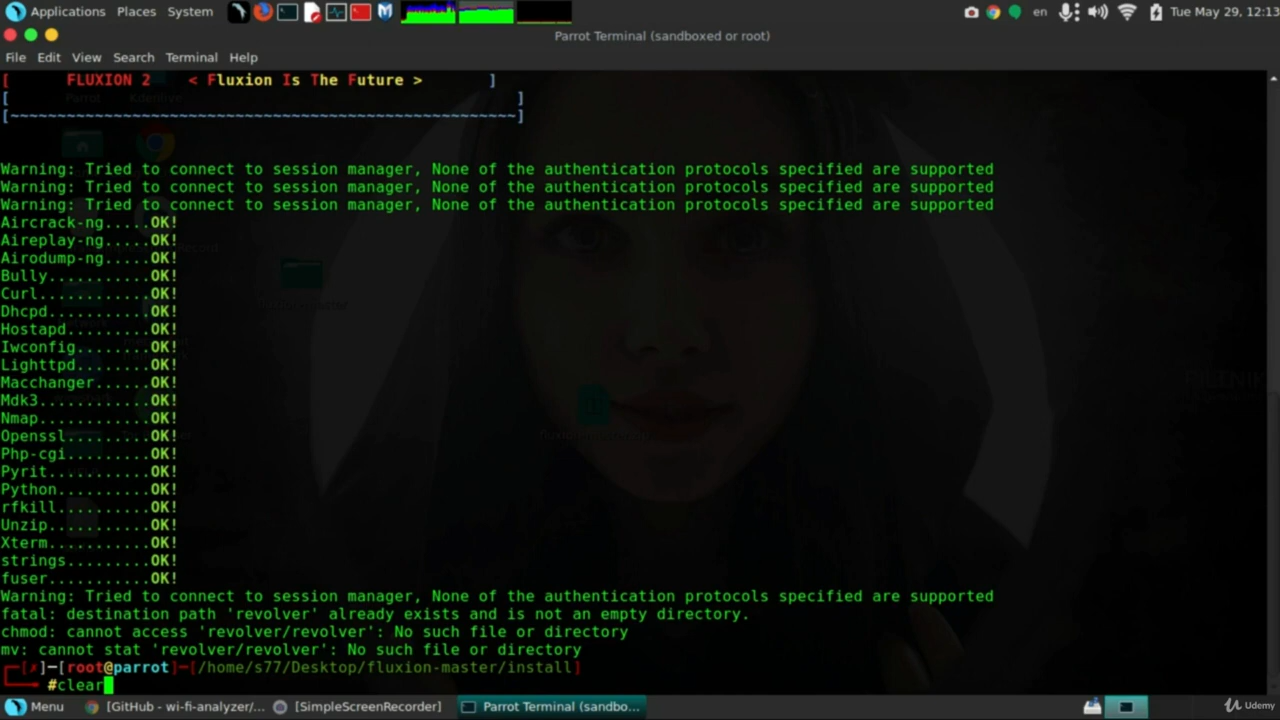 Applications Places System en Tue May 29, 12:13
Parrot Terminal (sandboxed or root)
File Edit View Search Terminal Help
[ FLUXION 2 < Fluxion Is The Future > ]
[ ]
[~~~~~~~~~~~~~~~~~~~~~~~~~~~~~~~~~~~~~~~~~~~~~~~~~~~~~~]
Warning: Tried to connect to session manager, None of the authentication protocols specified are supported
Warning: Tried to connect to session manager, None of the authentication protocols specified are supported
Warning: Tried to connect to session manager, None of the authentication protocols specified are supported
Aircrack-ng.....OK!
Aireplay-ng.....OK!
Airodump-ng.....OK!
Bully...........OK!
Curl............OK!
Dhcpd...........OK!
Hostapd.........OK!
Iwconfig........OK!
Lighttpd........OK!
Macchanger......OK!
Mdk3............OK!
Nmap............OK!
Openssl.........OK!
Php-cgi.........OK!
Pyrit...........OK!
Python..........OK!
rfkill..........OK!
Unzip...........OK!
Xterm...........OK!
strings.........OK!
fuser...........OK!
Warning: Tried to connect to session manager, None of the authentication protocols specified are supported
fatal: destination path 'revolver' already exists and is not an empty directory.
chmod: cannot access 'revolver/revolver': No such file or directory
mv: cannot stat 'revolver/revolver': No such file or directory
┌─[✗]─[root@parrot]─[/home/s77/Desktop/fluxion-master/install]
└──╼ #clear
Menu [GitHub - wi-fi-analyzer/... [SimpleScreenRecorder] Parrot Terminal (sandbo... Udemy